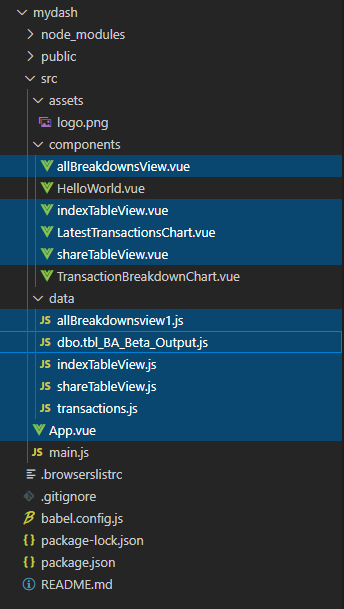 mydash
node_modules
public
src
assets
logo.png
components
allBreakdownsView.vue
HelloWorld.vue
indexTableView.vue
LatestTransactionsChart.vue
shareTableView.vue
TransactionBreakdownChart.vue
data
JS allBreakdownsview1.js
JS dbo.tbl_BA_Beta_Output.js
JS indexTableView.js
JS shareTableView.js
JS transactions.js
App.vue
JS main.js
.browserslistrc
.gitignore
babel.config.js
{} package-lock.json
{} package.json
README.md